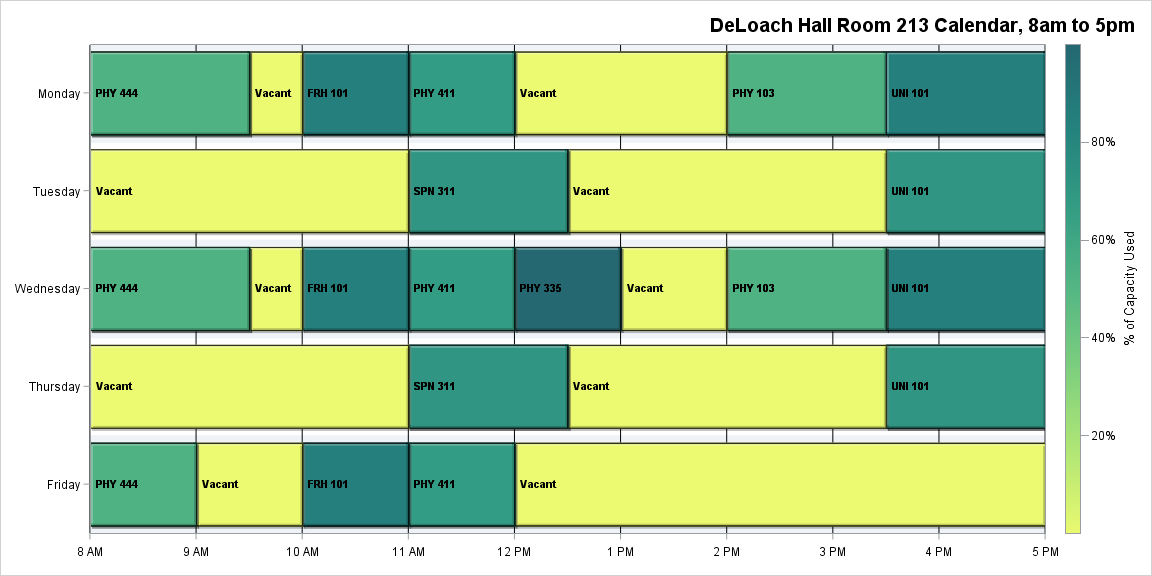 DeLoach Hall Room 213 Calendar, 8am to 5pm
Monday PHY 444 Vacant FRH 101 PHY 411 Vacant PHY 103 UNI 101
Tuesday Vacant SPN 311 Vacant UNI 101
Wednesday PHY 444 Vacant FRH 101 PHY 411 PHY 335 Vacant PHY 103 UNI 101
Thursday Vacant SPN 311 Vacant UNI 101
Friday PHY 444 Vacant FRH 101 PHY 411 Vacant
8 AM 9 AM 10 AM 11 AM 12 PM 1 PM 2 PM 3 PM 4 PM 5 PM
80%
60%
40%
20%
% of Capacity Used